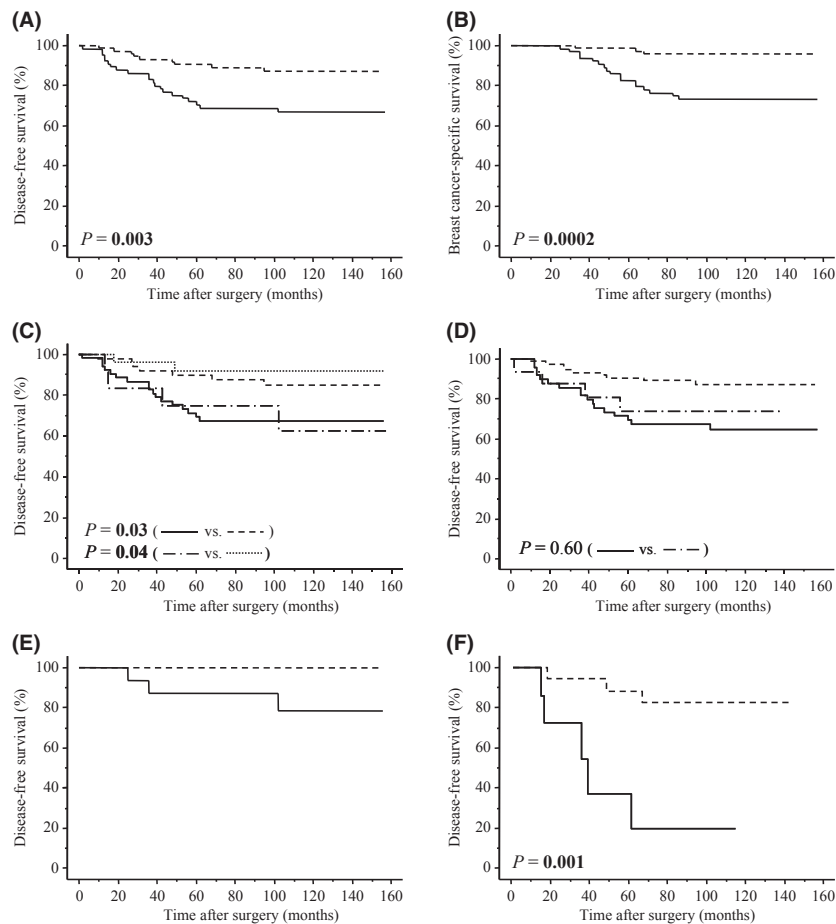 (A)
100
80
60
40
20
0
Disease-free survival (%)
P = 0.003
0 20 40 60 80 100 120 140 160
Time after surgery (months)
(B)
100
80
60
40
20
0
Breast cancer-specific survival (%)
P = 0.0002
0 20 40 60 80 100 120 140 160
Time after surgery (months)
(C)
100
80
60
40
20
0
Disease-free survival (%)
P = 0.03 ( vs. )
P = 0.04 ( vs. )
0 20 40 60 80 100 120 140 160
Time after surgery (months)
(D)
100
80
60
40
20
0
Disease-free survival (%)
P = 0.60 ( vs. )
0 20 40 60 80 100 120 140 160
Time after surgery (months)
(E)
100
80
60
40
20
0
Disease-free survival (%)
0 20 40 60 80 100 120 140 160
Time after surgery (months)
(F)
100
80
60
40
20
0
Disease-free survival (%)
P = 0.001
0 20 40 60 80 100 120 140 160
Time after surgery (months)